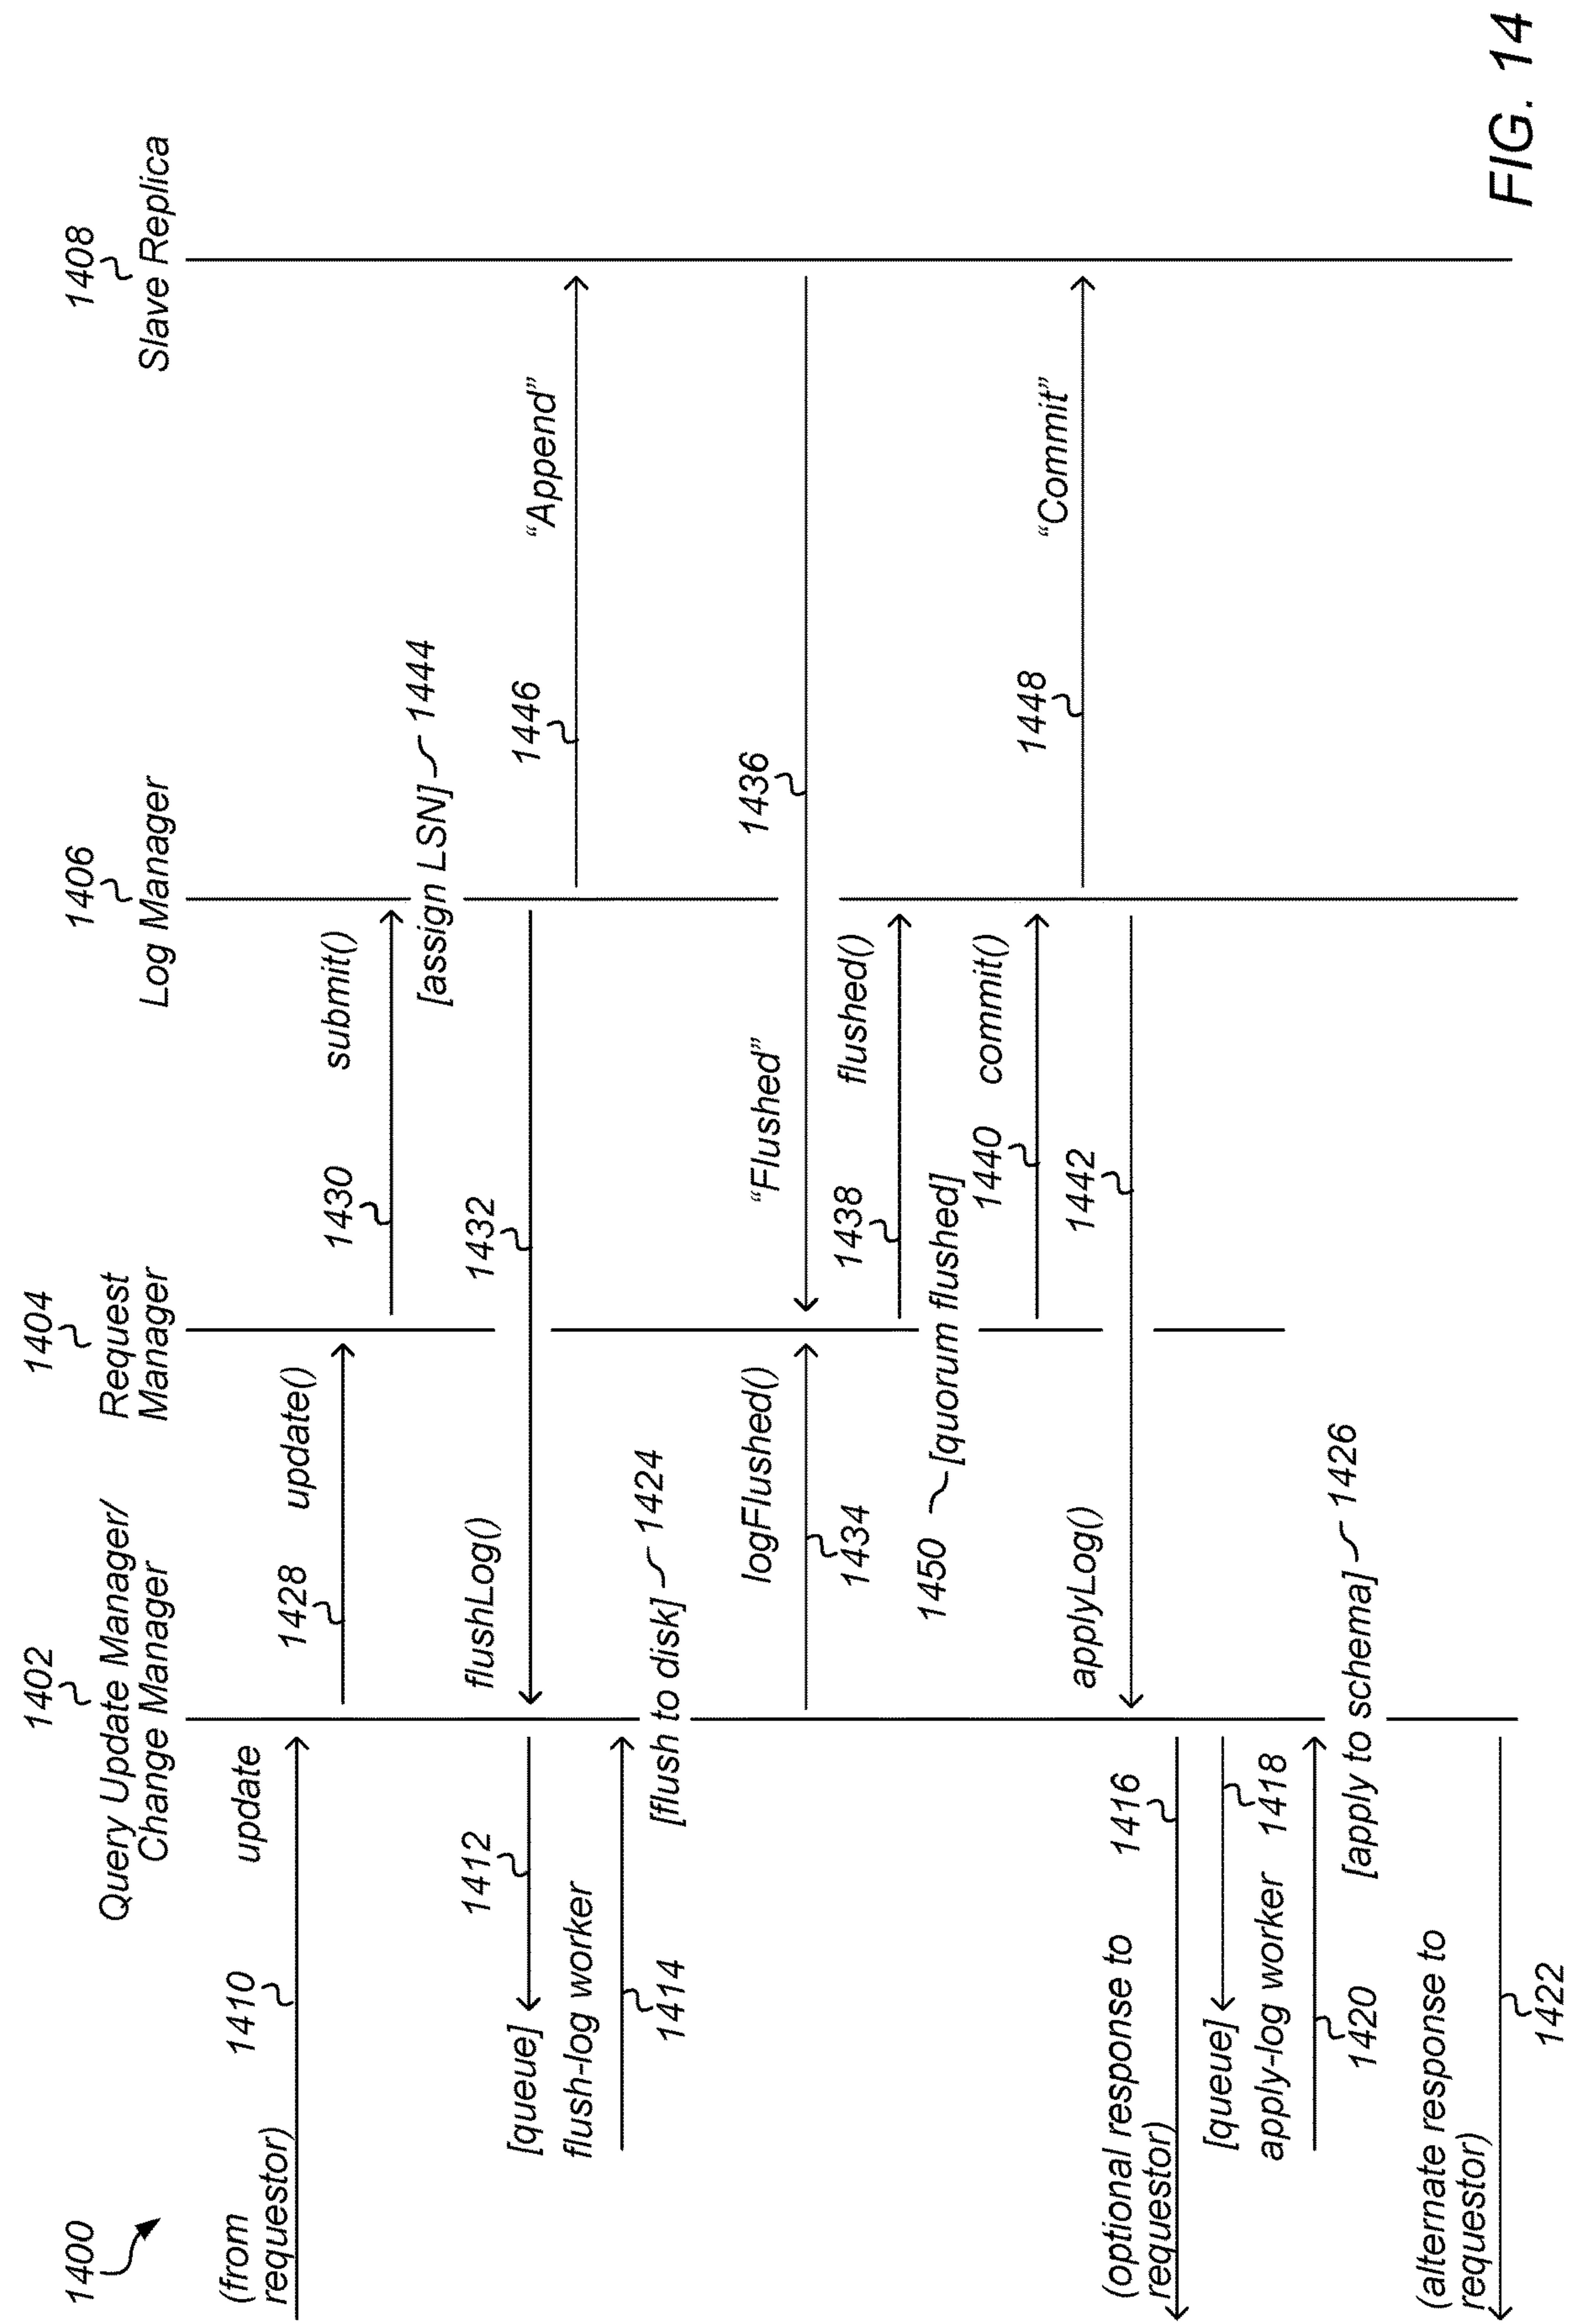 1400
1402
Query Update Manager/
Change Manager
1404
Request
Manager
1406
Log Manager
1408
Slave Replica
(from
requestor)
1410
update
1428
update()
1430
submit()
[assign LSN]
1444
1432
flushLog()
1412
[queue]
1446
“Append”
flush-log worker
1414
[flush to disk]
1424
logFlushed()
1434
“Flushed”
1436
1438
flushed()
1450
[quorum flushed]
1440
commit()
1448
“Commit”
1442
applyLog()
(optional response to
requestor)
1416
[queue]
1418
apply-log worker
1420
[apply to schema]
1426
(alternate response to
requestor)
1422
FIG. 14